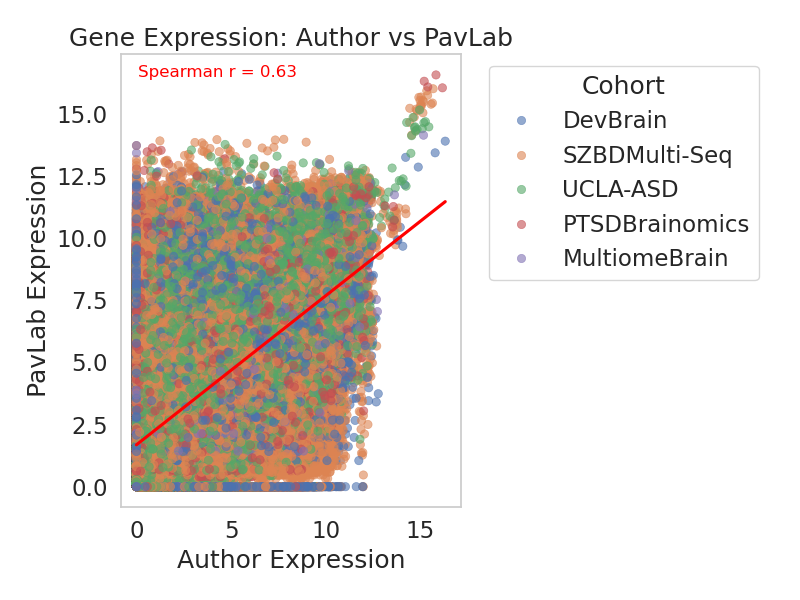 Gene Expression: Author vs PavLab
Spearman r = 0.63
PavLab Expression
15.0
12.5
10.0
7.5
5.0
2.5
0.0
0 5 10 15
Author Expression
Cohort
DevBrain
SZBDMulti-Seq
UCLA-ASD
PTSDBrainomics
MultiomeBrain